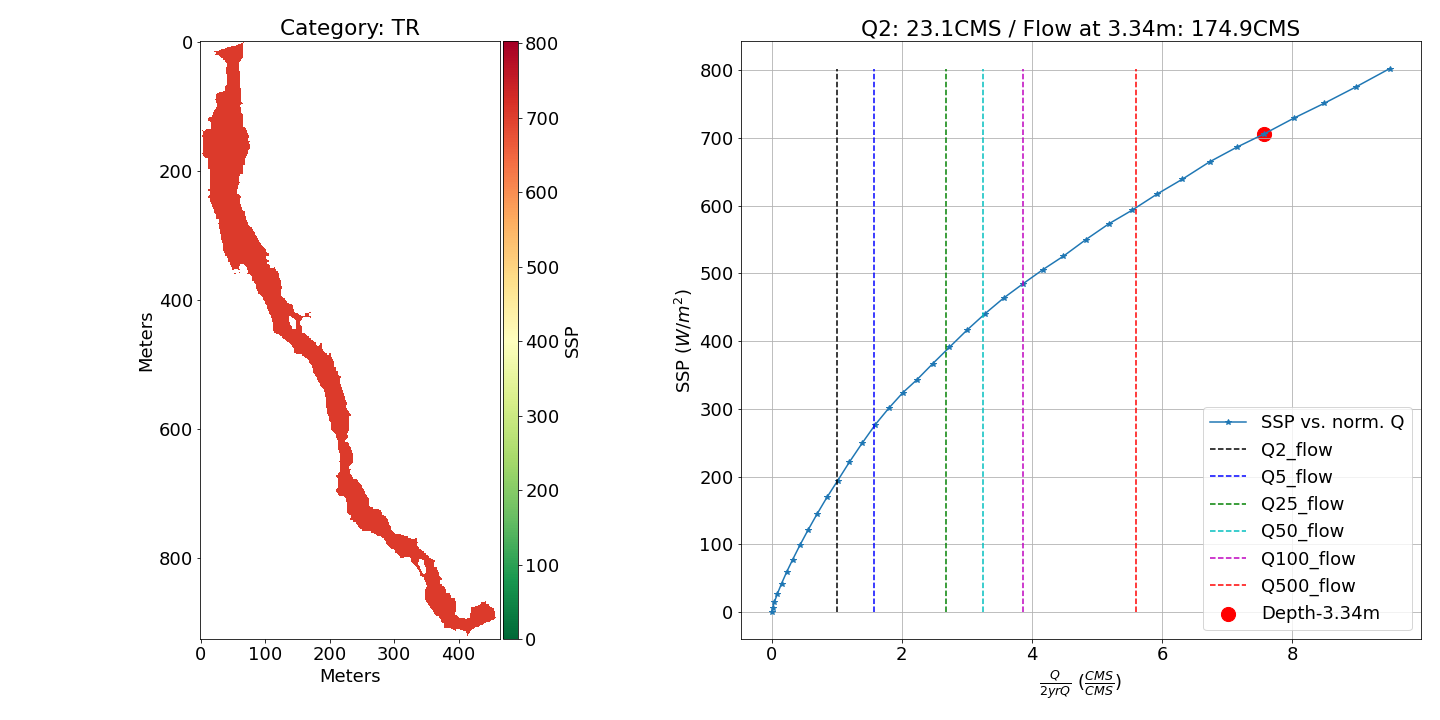 Category: TR
0
200
400
600
800
Meters
0
100
200
300
400
Meters
800
700
600
500
400
300
200
100
0
SSP
Q2: 23.1CMS / Flow at 3.34m: 174.9CMS
800
700
600
500
400
300
200
100
0
SSP (W/m²)
0
2
4
6
8
Q/2yrQ (CMS/CMS)
SSP vs. norm. Q
Q2_flow
Q5_flow
Q25_flow
Q50_flow
Q100_flow
Q500_flow
Depth-3.34m